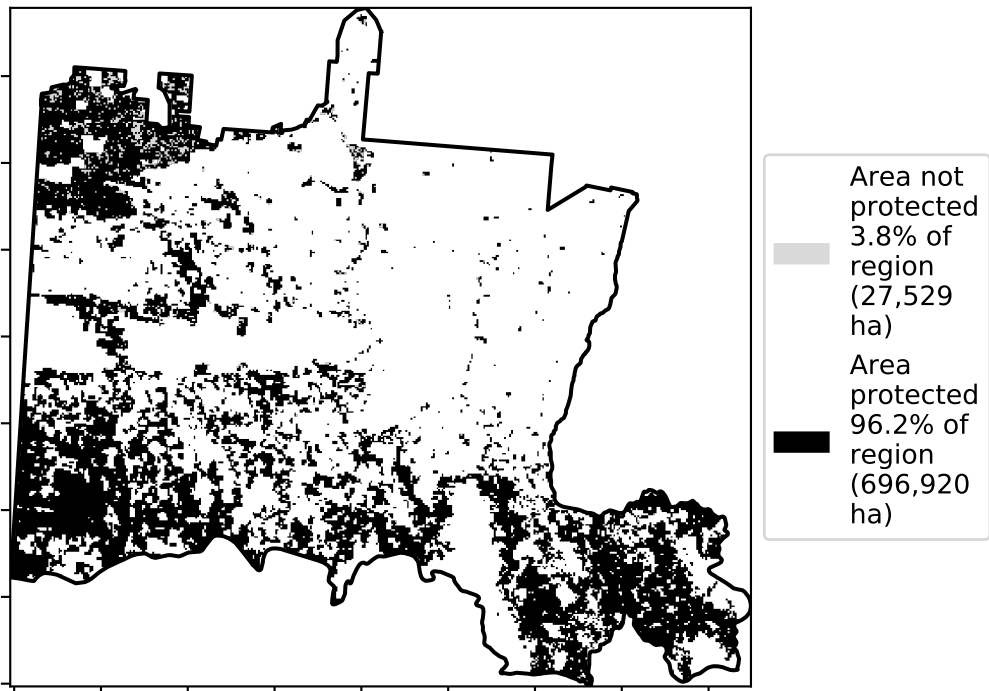 Area not
protected
3.8% of
region
(27,529
ha)
Area
protected
96.2% of
region
(696,920
ha)